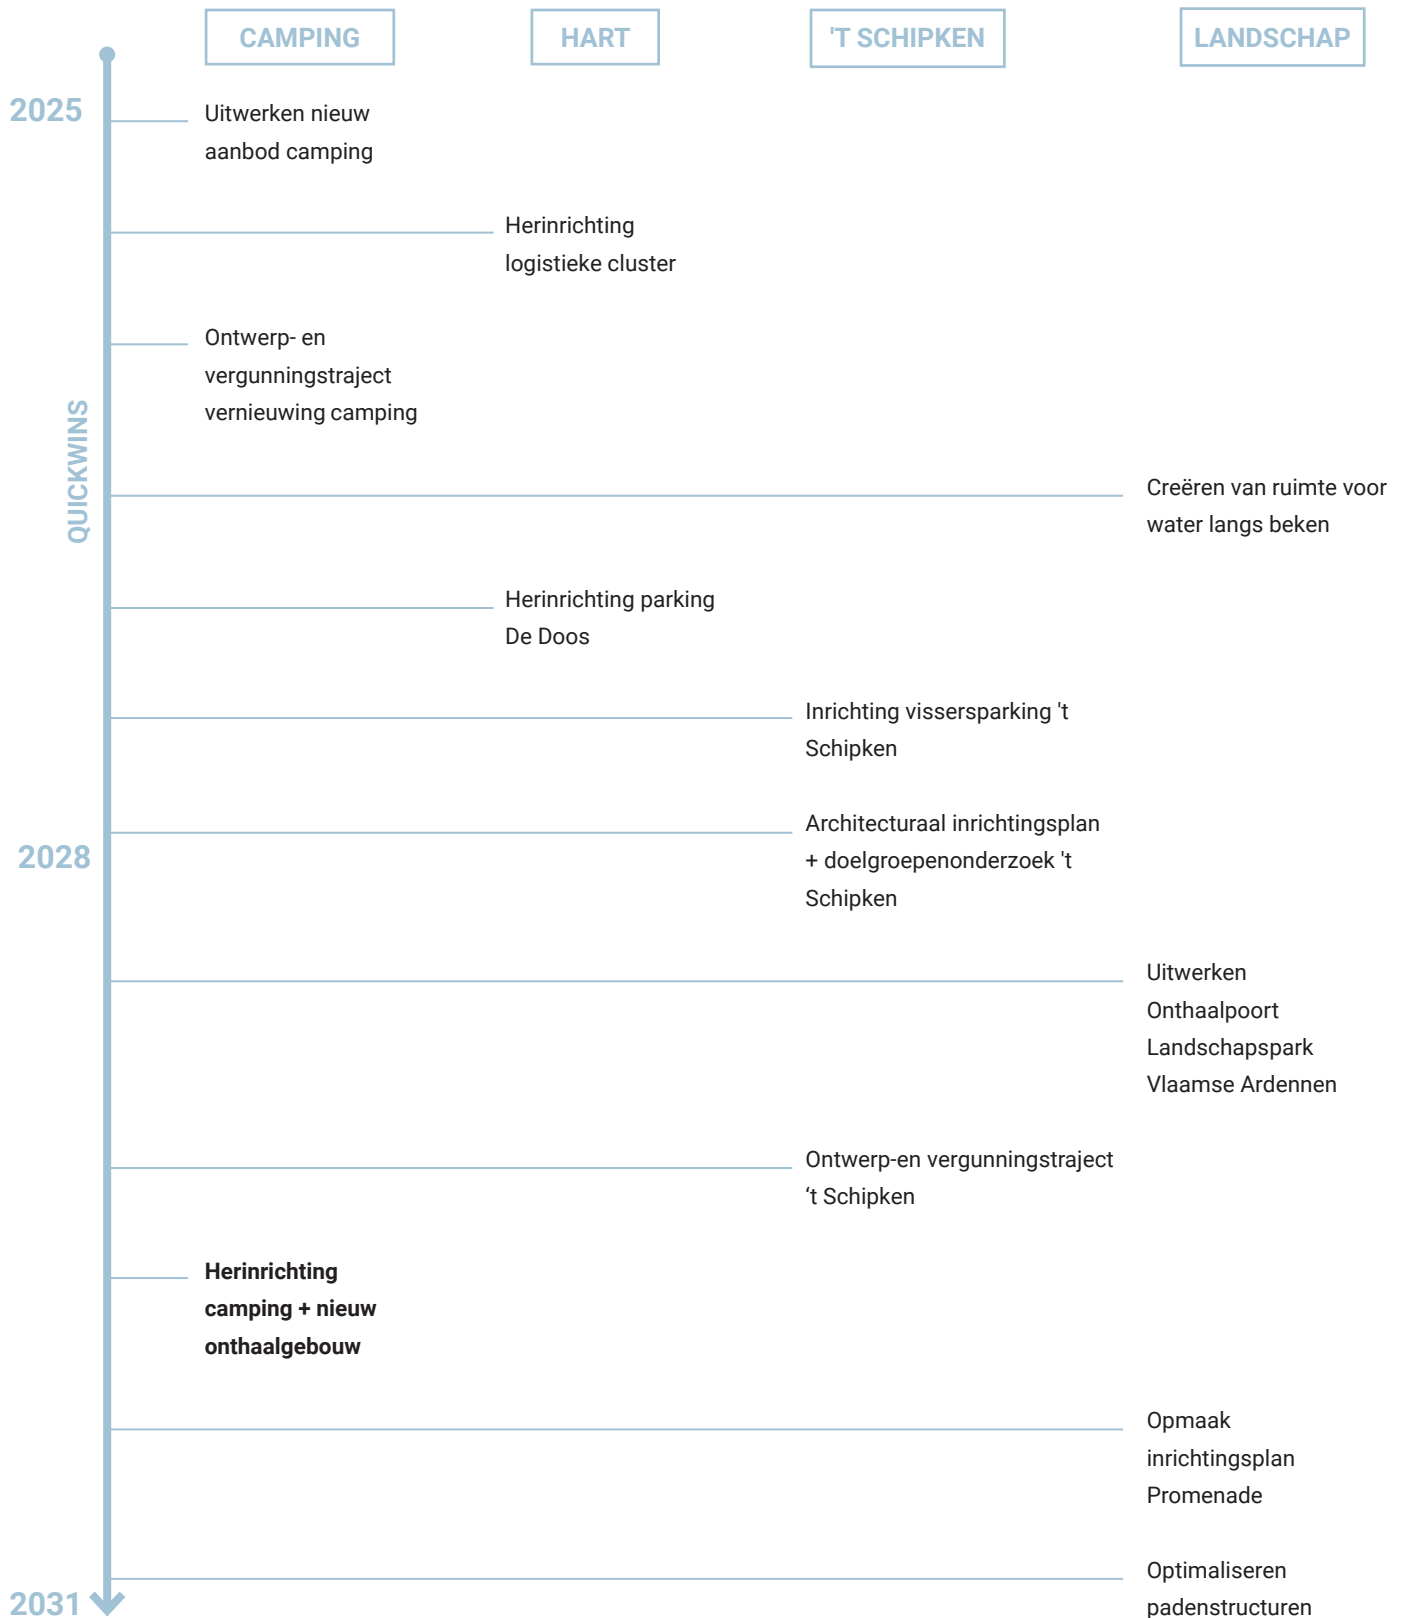 CAMPING
HART
'T SCHIPKEN
LANDSCHAP
2025
Uitwerken nieuw
aanbod camping
Herinrichting
logistieke cluster
Ontwerp- en
vergunningstraject
vernieuwing camping
QUICKWINS
Creëren van ruimte voor
water langs beken
Herinrichting parking
De Doos
Inrichting vissersparking 't
Schipken
2028
Architecturaal inrichtingsplan
+ doelgroepenonderzoek 't
Schipken
Uitwerken
Onthaalpoort
Landschapspark
Vlaamse Ardennen
Ontwerp-en vergunningstraject
‘t Schipken
Herinrichting
camping + nieuw
onthaalgebouw
Opmaak
inrichtingsplan
Promenade
2031
Optimaliseren
padenstructuren